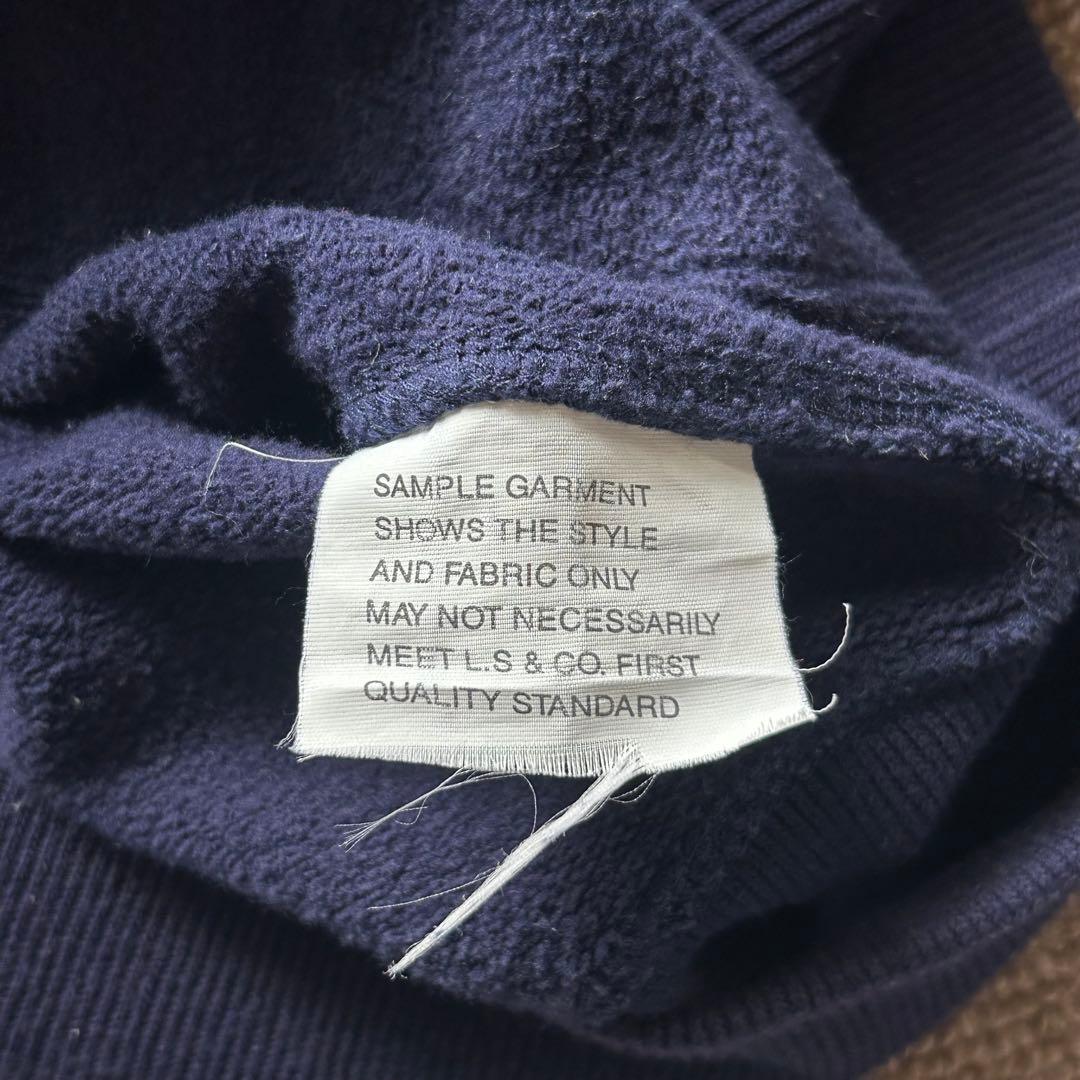 SAMPLE GARMENT
SHOWS THE STYLE
AND FABRIC ONLY
MAY NOT NECESSARILY
MEET L.S & CO. FIRST
QUALITY STANDARD